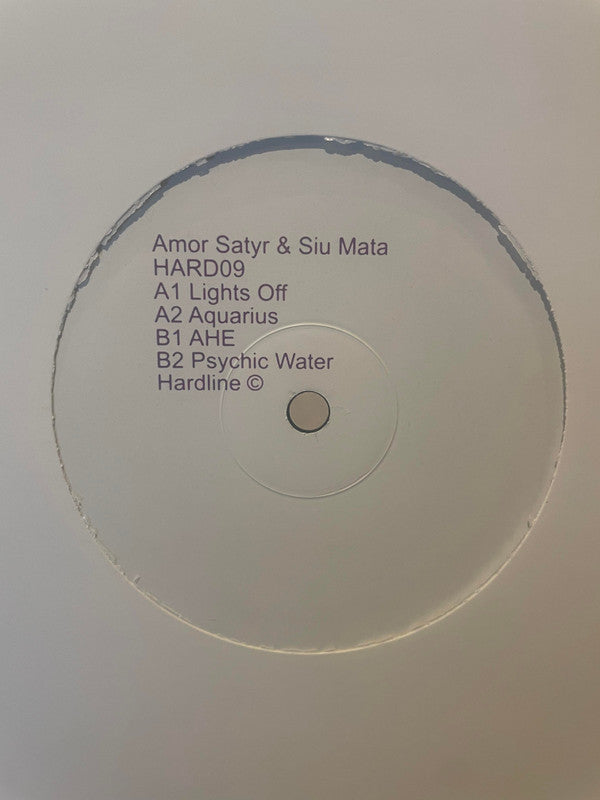 Amor Satyr & Siu Mata
HARD09
A1 Lights Off
A2 Aquarius
B1 AHE
B2 Psychic Water
Hardline ©